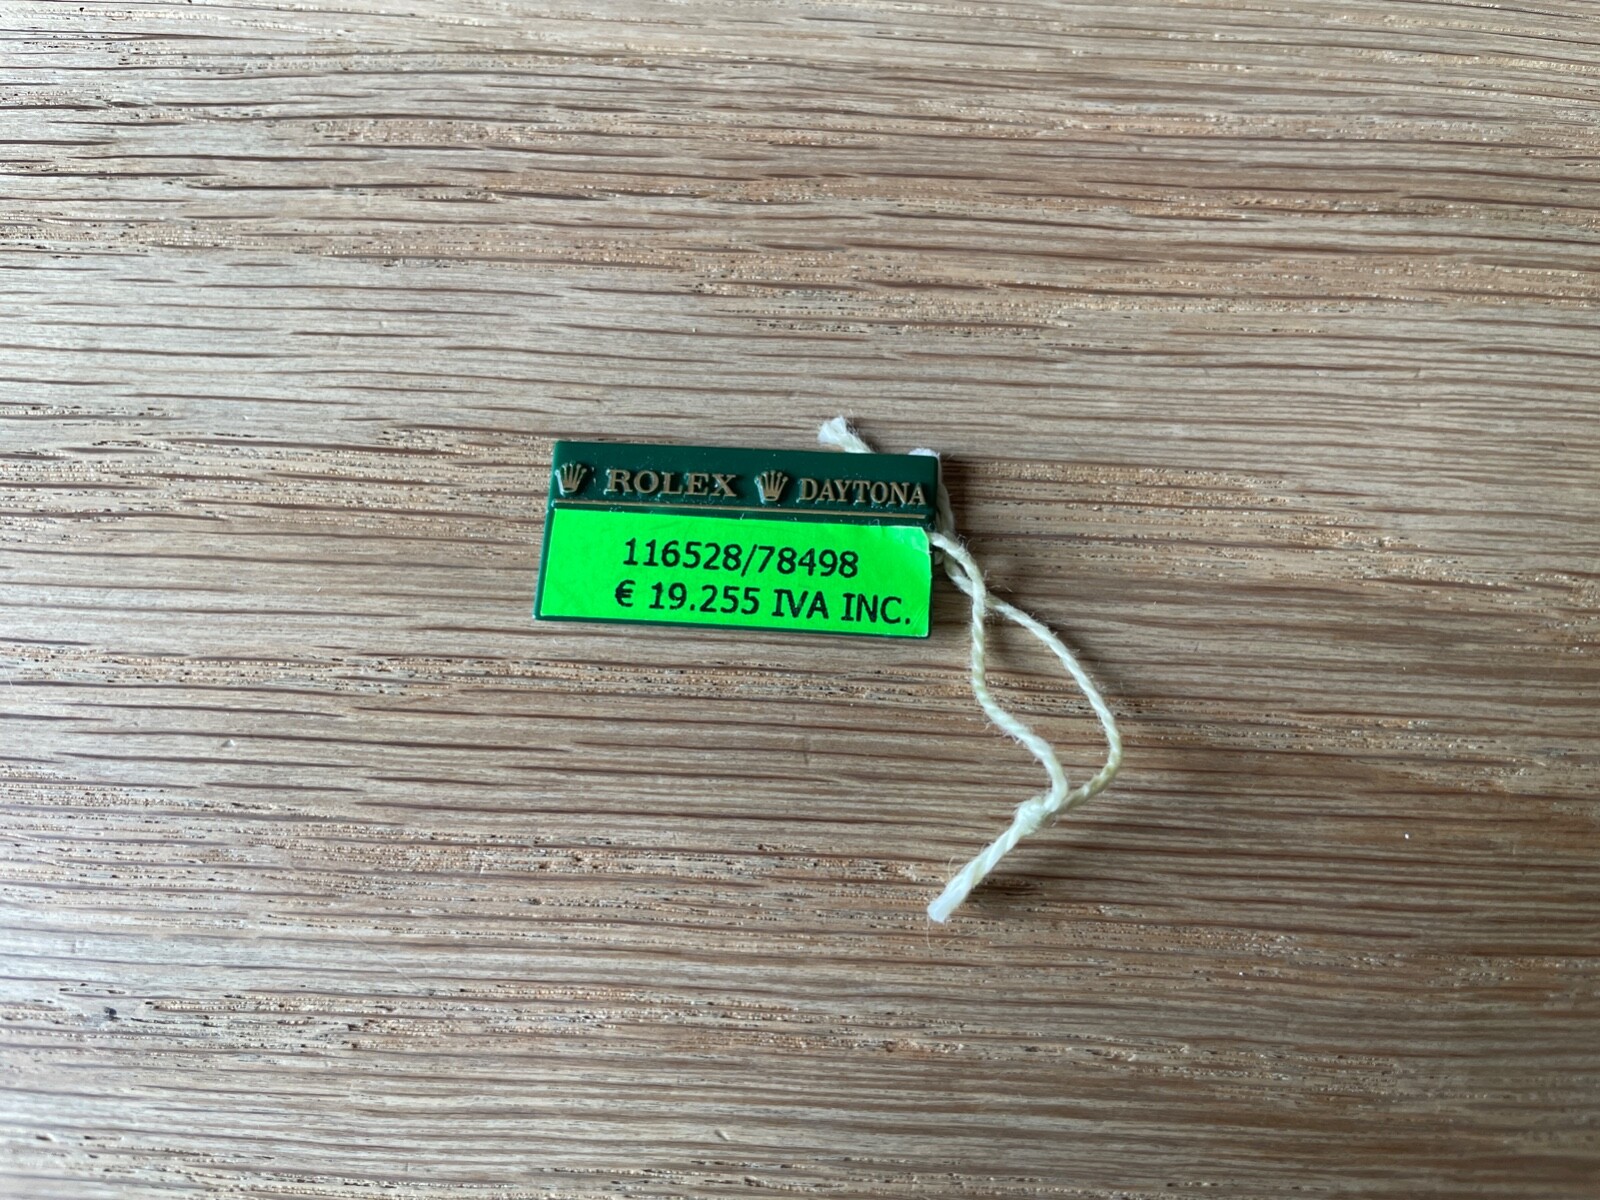 ROLEX DAYTONA
116528/78498
€ 19.255 IVA INC.